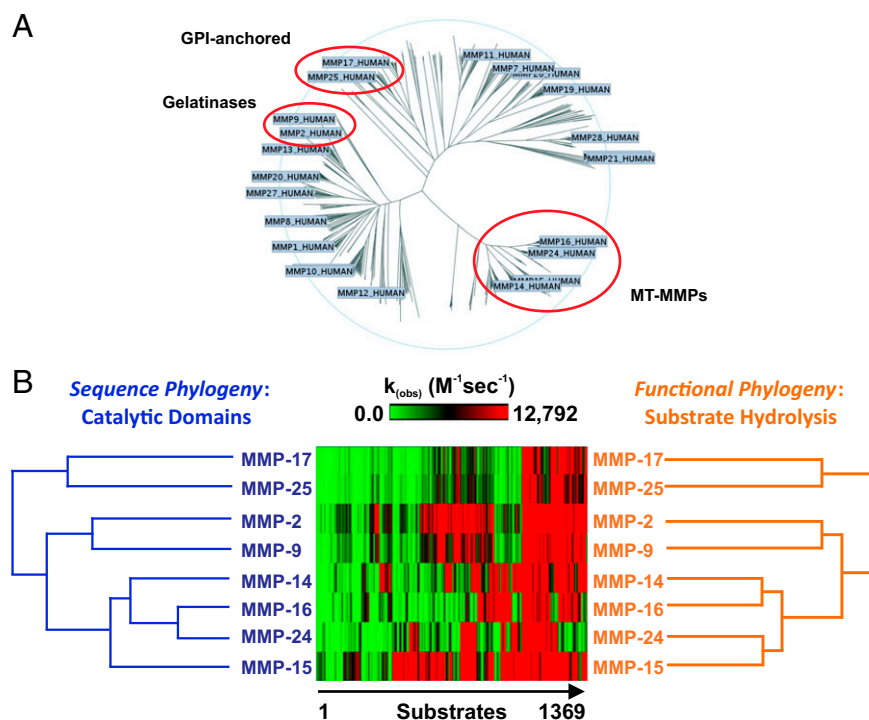 A
GPI-anchored
MMP17_HUMAN
MMP25_HUMAN
Gelatinases
MMP9_HUMAN
MMP2_HUMAN
MMP13_HUMAN
MMP20_HUMAN
MMP27_HUMAN
MMP8_HUMAN
MMP1_HUMAN
MMP10_HUMAN
MMP12_HUMAN
MMP11_HUMAN
MMP7_HUMAN
MMP19_HUMAN
MMP28_HUMAN
MMP21_HUMAN
MMP16_HUMAN
MMP24_HUMAN
MMP14_HUMAN
MT-MMPs
B
Sequence Phylogeny:
Catalytic Domains
k(obs) (M⁻¹sec⁻¹)
0.0 12,792
Functional Phylogeny:
Substrate Hydrolysis
MMP-17 MMP-17
MMP-25 MMP-25
MMP-2 MMP-2
MMP-9 MMP-9
MMP-14 MMP-14
MMP-16 MMP-16
MMP-24 MMP-24
MMP-15 MMP-15
1 Substrates 1369